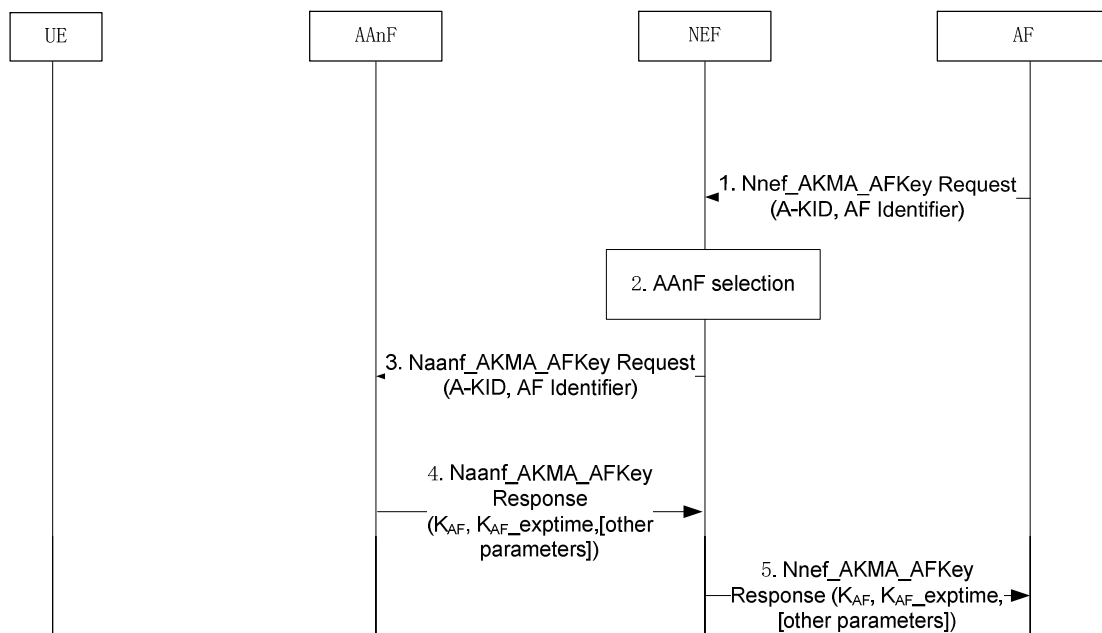 UE
AAnF
NEF
AF
1. Nnef_AKMA_AFKey Request
(A-KID, AF Identifier)
2. AAnF selection
3. Naanf_AKMA_AFKey Request
(A-KID, AF Identifier)
4. Naanf_AKMA_AFKey
Response
(KAF, KAF_exptime,[other
parameters])
5. Nnef_AKMA_AFKey
Response (KAF, KAF_exptime,
[other parameters])